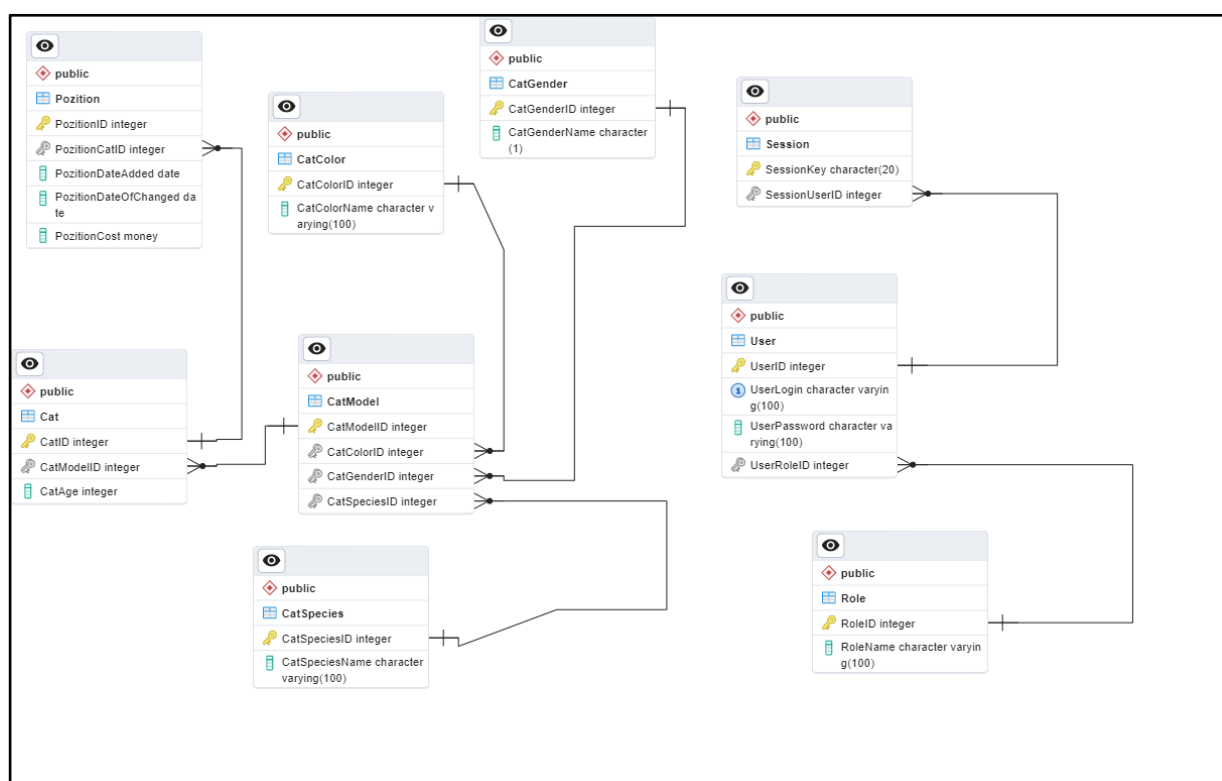 public
Pozition
PozitionID integer
PozitionCatID integer
PozitionDateAdded date
PozitionDateOfChanged da
te
PozitionCost money
public
CatColor
CatColorID integer
CatColorName character v
arying(100)
public
CatGender
CatGenderID integer
CatGenderName character
(1)
public
Session
SessionKey character(20)
SessionUserID integer
public
Cat
CatID integer
CatModelID integer
CatAge integer
public
CatModel
CatModelID integer
CatColorID integer
CatGenderID integer
CatSpeciesID integer
public
User
UserID integer
1 UserLogin character varyin
g(100)
UserPassword character va
rying(100)
UserRoleID integer
public
CatSpecies
CatSpeciesID integer
CatSpeciesName character
varying(100)
public
Role
RoleID integer
RoleName character varyin
g(100)